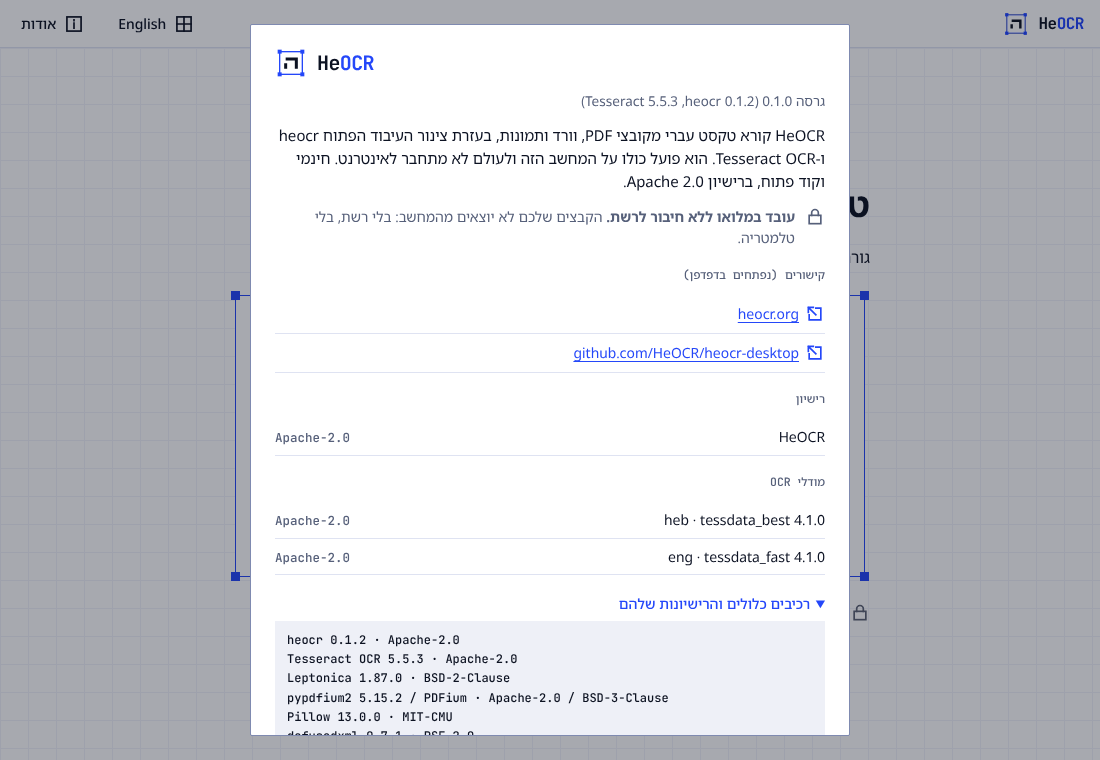 HeOCR
English
אודות
HeOCR
גרסה 0.1.0 (heocr 0.1.2, Tesseract 5.5.3)
HeOCR קורא טקסט עברי מקובצי PDF, וורד ותמונות, בעזרת צינור העיבוד הפתוח heocr
ו-Tesseract OCR. הוא פועל כולו על המחשב הזה ולעולם לא מתחבר לאינטרנט. חינמי
וקוד פתוח, ברישיון Apache 2.0.
עובד במלואו ללא חיבור לרשת. הקבצים שלכם לא יוצאים מהמחשב: בלי רשת, בלי
טלמטריה.
קישורים (נפתחים בדפדפן)
heocr.org
github.com/HeOCR/heocr-desktop
רישיון
HeOCR Apache-2.0
מודלי OCR
heb · tessdata_best 4.1.0 Apache-2.0
eng · tessdata_fast 4.1.0 Apache-2.0
▼ רכיבים כלולים והרישיונות שלהם
heocr 0.1.2 · Apache-2.0
Tesseract OCR 5.5.3 · Apache-2.0
Leptonica 1.87.0 · BSD-2-Clause
pypdfium2 5.15.2 / PDFium · Apache-2.0 / BSD-3-Clause
Pillow 13.0.0 · MIT-CMU